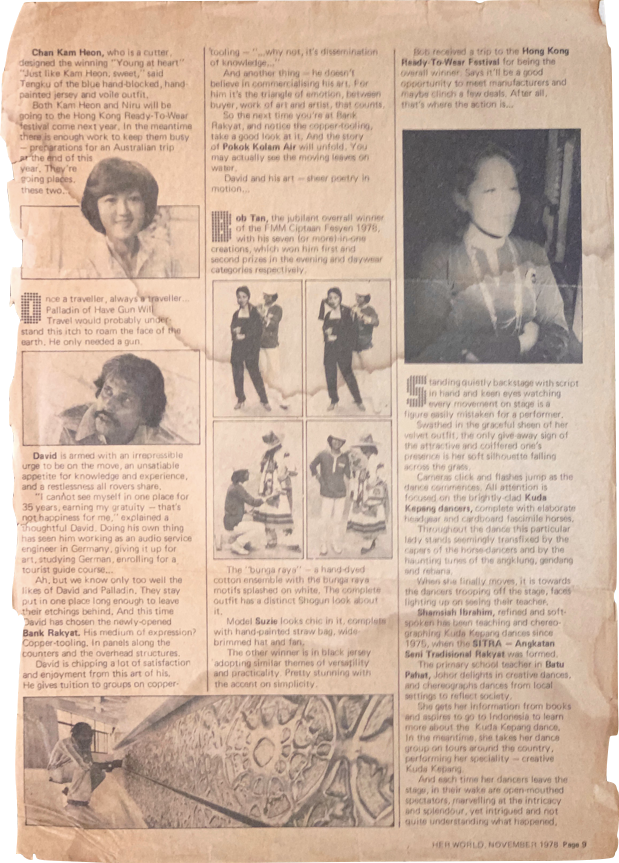 Chan Kam Heon, who is a cutter,
designed the winning "Young at heart"
"Just like Kam Heon, sweet," said
Tengku of the blue hand-blocked, hand-
painted jersey and voile outfit.
Both Kam Heon and Niru will be
going to the Hong Kong Ready-To-Wear
festival come next year. In the meantime
there is enough work to keep them busy
— preparations for an Australian trip
at the end of this
year. They're
going places,
these two...
Once a traveller, always a traveller...
Palladin of Have Gun Will
Travel would probably under-
stand this itch to roam the face of the
earth. He only needed a gun.
David is armed with an irrepressible
urge to be on the move, an unsatiable
appetite for knowledge and experience,
and a restlessness all rovers share.
"I cannot see myself in one place for
35 years, earning my gratuity — that's
not happiness for me," explained a
thoughtful David. Doing his own thing
has seen him working as an audio service
engineer in Germany, giving it up for
art, studying German, enrolling for a
tourist guide course...
Ah, but we know only too well the
likes of David and Palladin. They stay
put in one place long enough to leave
their etchings behind. And this time
David has chosen the newly-opened
Bank Rakyat. His medium of expression?
Copper-tooling, in panels along the
counters and the overhead structures.
David is chipping a lot of satisfaction
and enjoyment from this art of his.
He gives tuition to groups on copper-
tooling — "...why not, it's dissemination
of knowledge..."
And another thing — he doesn't
believe in commercialising his art. For
him it's the triangle of emotion, between
buyer, work of art and artist, that counts.
So the next time you're at Bank
Rakyat, and notice the copper-tooling,
take a good look at it. And the story
of Pokok Kolam Air will unfold. You
may actually see the moving leaves on
water.
David and his art — sheer poetry in
motion...
Bob Tan, the jubilent overrall winner
of the FMM Ciptaan Fesyen 1978,
with his seven (or more)-in-one
creations, which won him first and
second prizes in the evening and daywear
categories respectively.
The "bunga raya" — a hand-dyed
cotton ensemble with the bunga raya
motifs splashed on white. The complete
outfit has a distinct Shogun look about
it.
Model Suzie looks chic in it, complete
with hand-painted straw bag, wide-
brimmed hat and fan.
The other winner is in black jersey
adopting similar themes of versatility
and practicality. Pretty stunning with
the accent on simplicity.
Bob received a trip to the Hong Kong
Ready-To-Wear Festival for being the
overall winner. Says it'll be a good
opportunity to meet manufacturers and
maybe clinch a few deals. After all,
that's where the action is...
Standing quietly backstage with script
in hand and keen eyes watching
every movement on stage is a
figure easily mistaken for a performer.
Swathed in the graceful sheen of her
velvet outfit, the only give-away sign of
the attractive and coiffered one's
presence is her soft silhouette falling
across the grass.
Cameras click and flashes jump as the
dance commences. All attention is
focused on the brightly-clad Kuda
Kepang dancers, complete with elaborate
headgear and cardboard facsimile horses.
Throughout the dance this particular
lady stands seemingly transfixed by the
capers of the horse-dancers and by the
haunting tunes of the angklung, gendang
and rebana.
When she finally moves, it is towards
the dancers trooping off the stage, faces
lighting up on seeing their teacher.
Shamsiah Ibrahim, refined and soft-
spoken has been teaching and chereo-
graphing Kuda Kepang dances since
1975, when the SITRA — Angkatan
Seni Tradisional Rakyat was formed.
The primary school teacher in Batu
Pahat, Johor delights in creative dances,
and chereographs dances from local
settings to reflect society.
She gets her information from books
and aspires to go to Indonesia to learn
more about the Kuda Kepang dance.
In the meantime, she takes her dance
group on tours around the country,
performing her speciality — creative
Kuda Kepang.
And each time her dancers leave the
stage, in their wake are open-mouthed
spectators, marvelling at the intricacy
and splendour, yet intrigued and not
quite understanding what happened.
HER WORLD, NOVEMBER 1978 Page 9